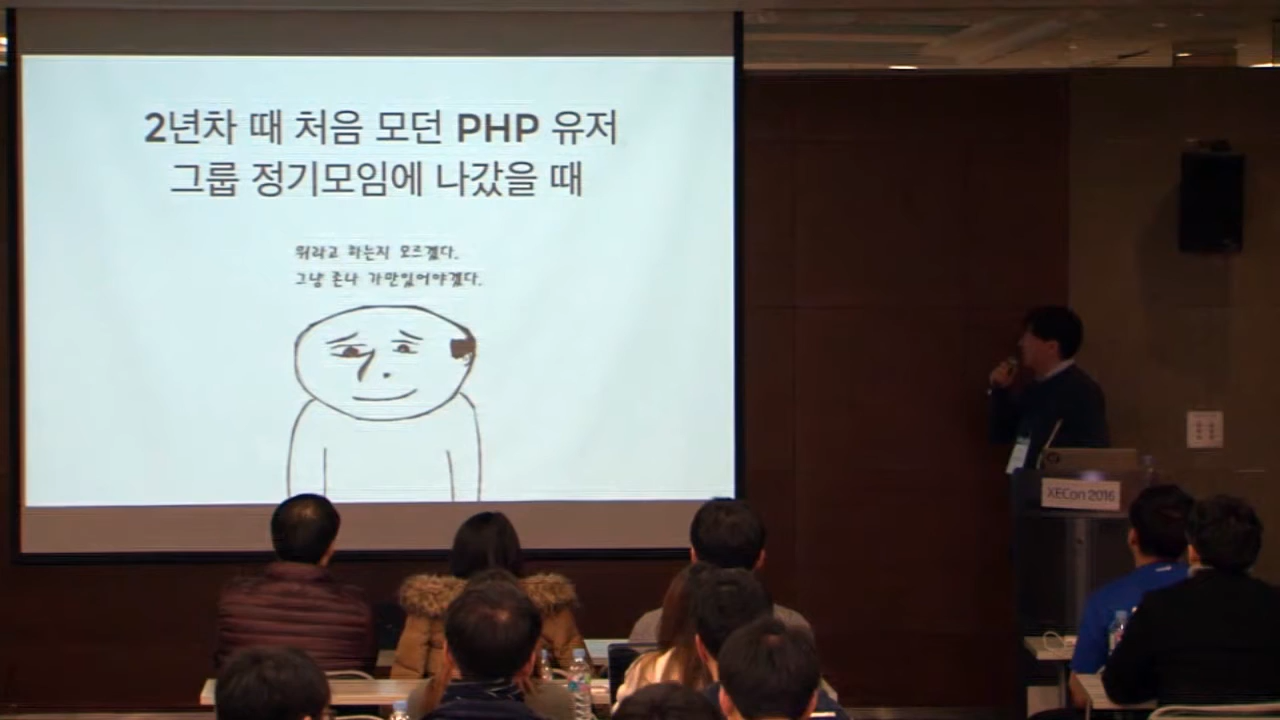 2년차 때 처음 모던 PHP 유저
그룹 정기모임에 나갔을 때
뭐라고 하는지 모르겠다.
그냥 존나 가만있어야겠다.
XECon 2016